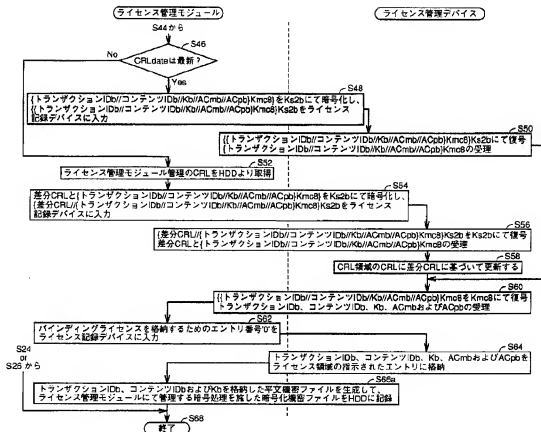 ライセンス管理モジュール
ライセンス管理デバイス
S44から
S46
No
CRLdateは最新？
Yes
S48
{トランザクションIDb//コンテンツIDb//Kb//ACmb//ACpb}Kmc8をKs2bにて暗号化し、
{{トランザクションIDb//コンテンツIDb//Kb//ACmb//ACpb}Kmc8}Ks2bをライセンス
記録デバイスに入力
S50
{{トランザクションIDb//コンテンツIDb//Kb//ACmb//ACpb}Kmc8}Ks2bをKs2bにて復号
{トランザクションIDb//コンテンツIDb//Kb//ACmb//ACpb}Kmc8の受理
S52
ライセンス管理モジュール管理のCRLをHDDより取得
S54
差分CRLと{トランザクションIDb//コンテンツIDb//Kb//ACmb//ACpb}Kmc8をKs2bにて暗号化し、
{差分CRL//{トランザクションIDb//コンテンツIDb//Kb//ACmb//ACpb}Kmc8}Ks2bをライセンス
記録デバイスに入力
S56
{差分CRL//{トランザクションIDb//コンテンツIDb//Kb//ACmb//ACpb}Kmc8}Ks2bをKs2bにて復号
差分CRLと{トランザクションIDb//コンテンツIDb//Kb//ACmb//ACpb}Kmc8の受理
S58
CRL領域のCRLに差分CRLに基づいて更新する
S60
{{トランザクションIDb//コンテンツIDb//Kb//ACmb//ACpb}Kmc8をKmc8にて復号
トランザクションIDb、コンテンツIDb、Kb、ACmbおよびACpbの受理
S62
バインディングライセンスを格納するためのエントリ番号"0"を
ライセンス記録デバイスに入力
S64
トランザクションIDb、コンテンツIDb、Kb、ACmbおよびACpbを
ライセンス領域の指示されたエントリに格納
S24
or
S26から
S66a
トランザクションIDb、コンテンツIDbおよびKbを格納した平文機密ファイルを生成して、
ライセンス管理モジュールにて管理する暗号処理を施した暗号化機密ファイルをHDDに記録
S68
終了